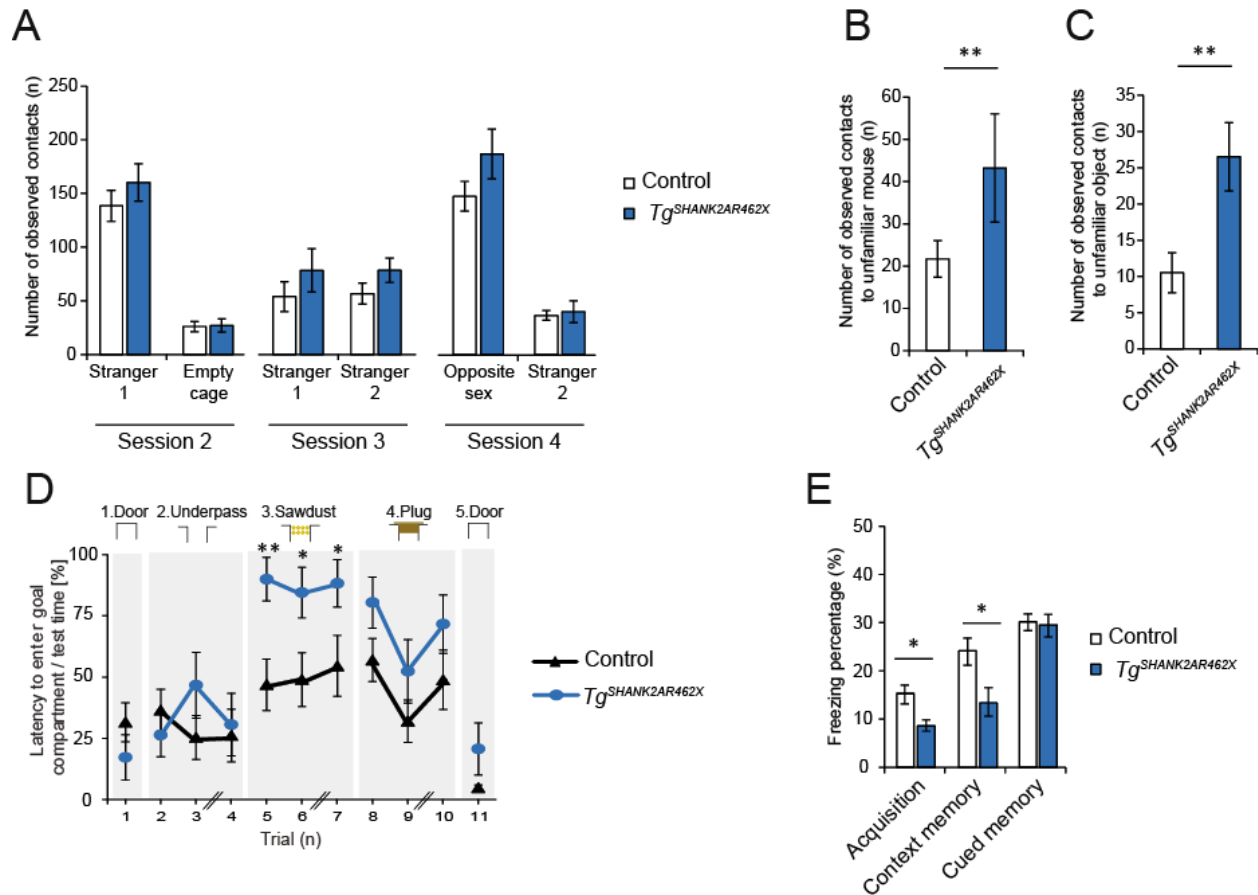 A
Number of observed contacts (n)
250
200
150
100
50
0
Stranger 1
Empty cage
Stranger 1
Stranger 2
Opposite sex
Stranger 2
Session 2
Session 3
Session 4
Control
Tg^SHANK2AR462X
B
**
Number of observed contacts
to unfamiliar mouse (n)
60
50
40
30
20
10
0
Control
Tg^SHANK2AR462X
C
**
Number of observed contacts
to unfamiliar object (n)
35
30
25
20
15
10
5
0
Control
Tg^SHANK2AR462X
D
1.Door
2.Underpass
3.Sawdust
4.Plug
5.Door
** * *
Latency to enter goal
compartment / test time [%]
100
75
50
25
0
1 2 3 4 5 6 7 8 9 10 11
Trial (n)
Control
Tg^SHANK2AR462X
E
Freezing percentage (%)
50
40
30
20
10
0
*
*
Acquisition
Context memory
Cued memory
Control
Tg^SHANK2AR462X